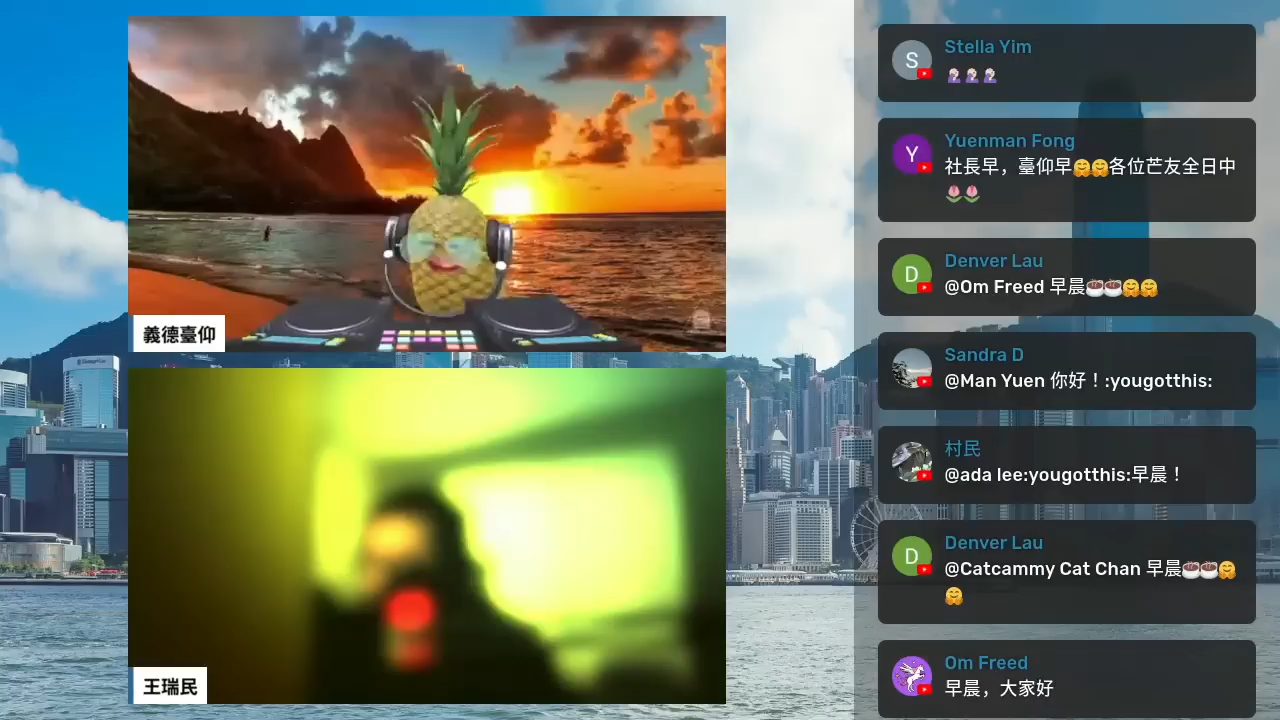 義德臺仰
王瑞民
S
Stella Yim
🤦🏻‍♀️🤦🏻‍♀️🤦🏻‍♀️
Y
Yuenman Fong
社長早，臺仰早🤗🤗各位芒友全日中
🌷🌷
D
Denver Lau
@Om Freed 早晨☕☕🤗🤗
Sandra D
@Man Yuen 你好！:yougotthis:
村民
@ada lee:yougotthis:早晨！
D
Denver Lau
@Catcammy Cat Chan 早晨☕☕🤗
🤗
Om Freed
早晨，大家好